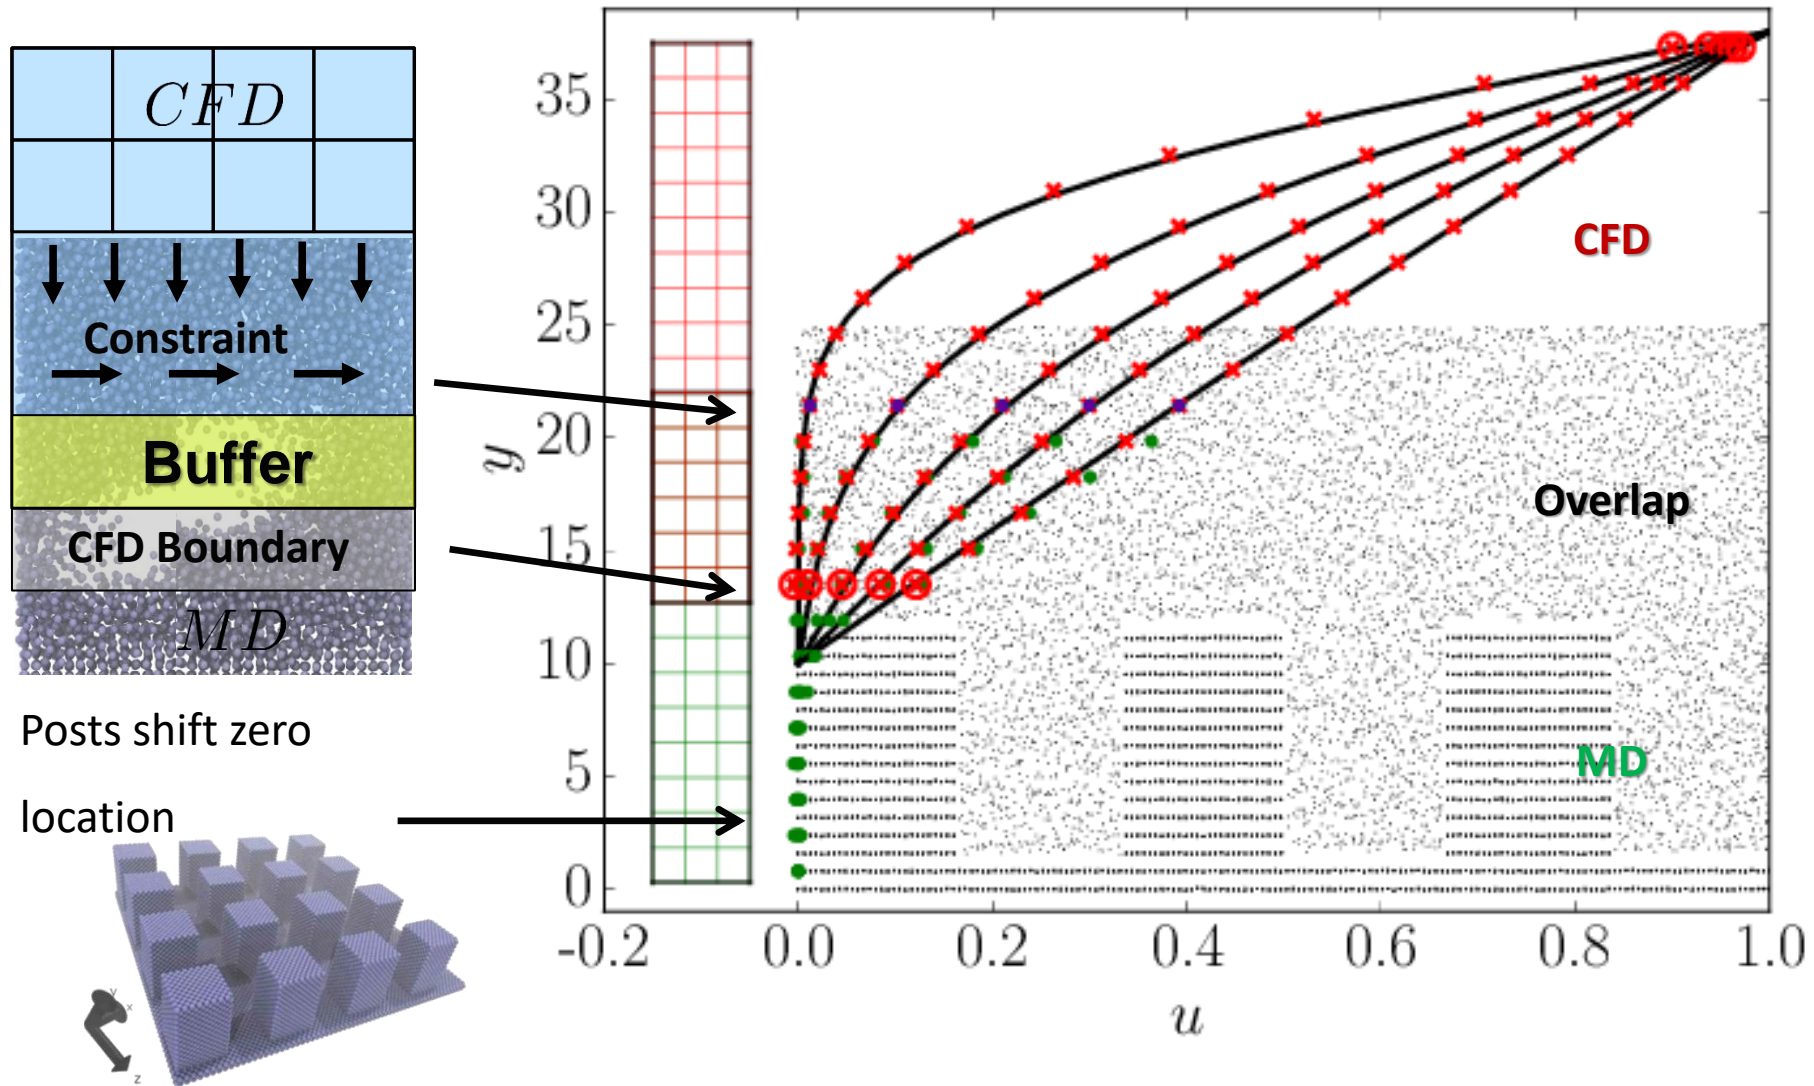 CFD
Constraint
Buffer
CFD Boundary
MD
Posts shift zero
location
y
x
z
35
30
25
20
15
10
5
0
y
-0.2
0.0
0.2
0.4
0.6
0.8
1.0
u
CFD
Overlap
MD